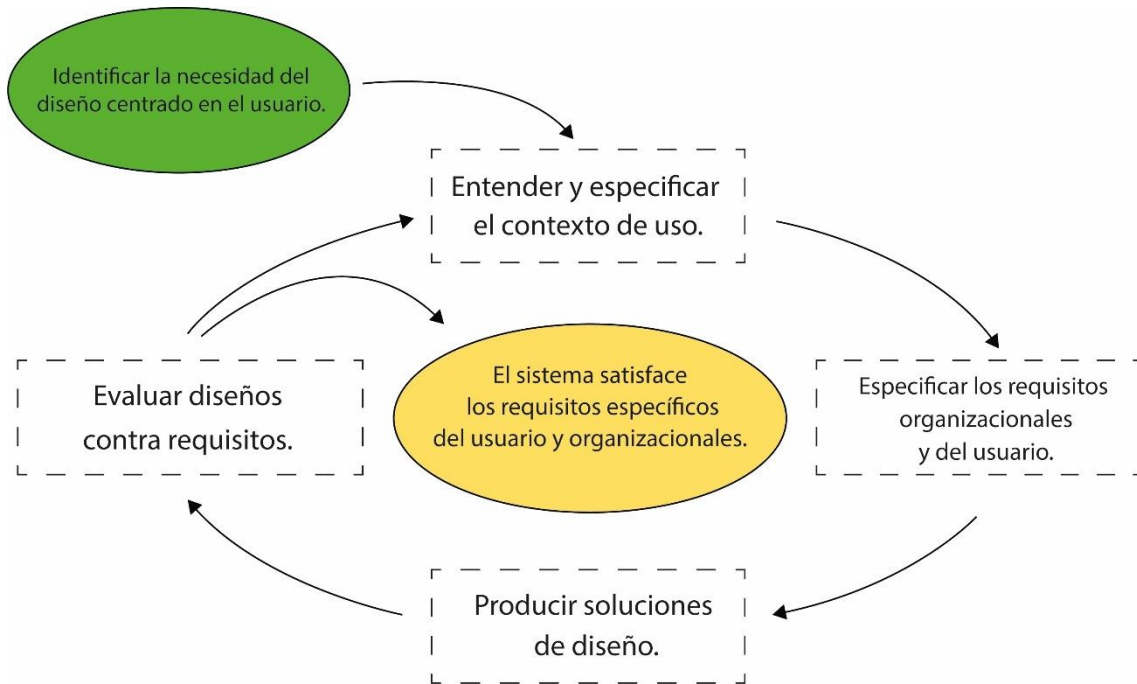 Identificar la necesidad del
diseño centrado en el usuario.
Entender y especificar
el contexto de uso.
Evaluar diseños
contra requisitos.
El sistema satisface
los requisitos específicos
del usuario y organizacionales.
Especificar los requisitos
organizacionales
y del usuario.
Producir soluciones
de diseño.